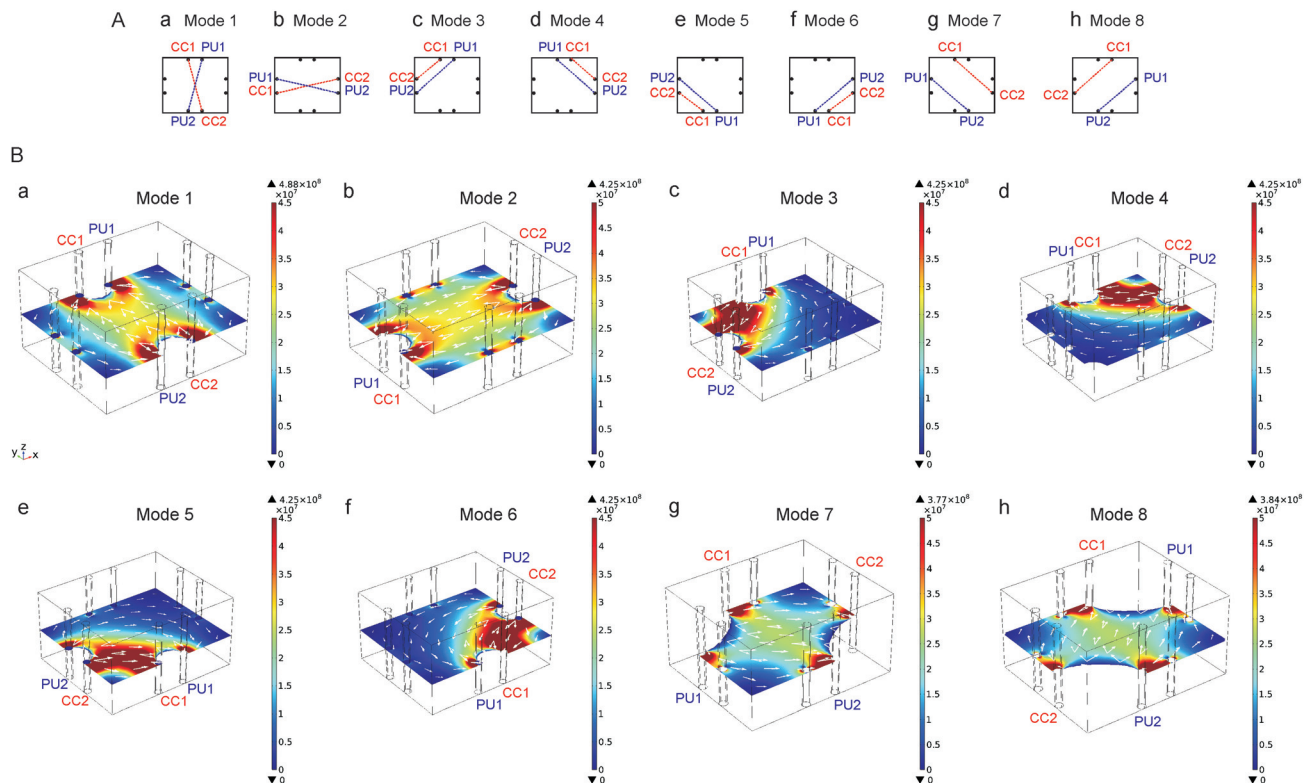 A
a Mode 1
b Mode 2
c Mode 3
d Mode 4
e Mode 5
f Mode 6
g Mode 7
h Mode 8
CC1 PU1
PU2 CC2
PU1
CC1
CC2
PU2
CC1 PU1
CC2
PU2
PU1 CC1
CC2
PU2
PU2
CC2
CC1 PU1
PU2
CC2
PU1 CC1
CC1
PU1
CC2
PU2
CC1
PU1
CC2
PU2
B
a
Mode 1
▲ 4.88×10⁸
×10⁷
4.5
4
3.5
3
2.5
2
1.5
1
0.5
0
▼ 0
PU1
CC1
CC2
PU2
z
y
x
b
Mode 2
▲ 4.25×10⁸
×10⁷
5
4.5
4
3.5
3
2.5
2
1.5
1
0.5
0
▼ 0
CC2
PU2
PU1
CC1
c
Mode 3
▲ 4.25×10⁸
×10⁷
4.5
4
3.5
3
2.5
2
1.5
1
0.5
0
▼ 0
PU1
CC1
CC2
PU2
d
Mode 4
▲ 4.25×10⁸
×10⁷
4.5
4
3.5
3
2.5
2
1.5
1
0.5
0
▼ 0
CC1
PU1
CC2
PU2
e
Mode 5
▲ 4.25×10⁸
×10⁷
4.5
4
3.5
3
2.5
2
1.5
1
0.5
0
▼ 0
PU2
CC2
CC1
PU1
f
Mode 6
▲ 4.25×10⁸
×10⁷
4.5
4
3.5
3
2.5
2
1.5
1
0.5
0
▼ 0
PU2
CC2
CC1
PU1
g
Mode 7
▲ 3.77×10⁸
×10⁷
5
4.5
4
3.5
3
2.5
2
1.5
1
0.5
0
▼ 0
CC1
CC2
PU1
PU2
h
Mode 8
▲ 3.84×10⁸
×10⁷
5
4.5
4
3.5
3
2.5
2
1.5
1
0.5
0
▼ 0
CC1
PU1
CC2
PU2